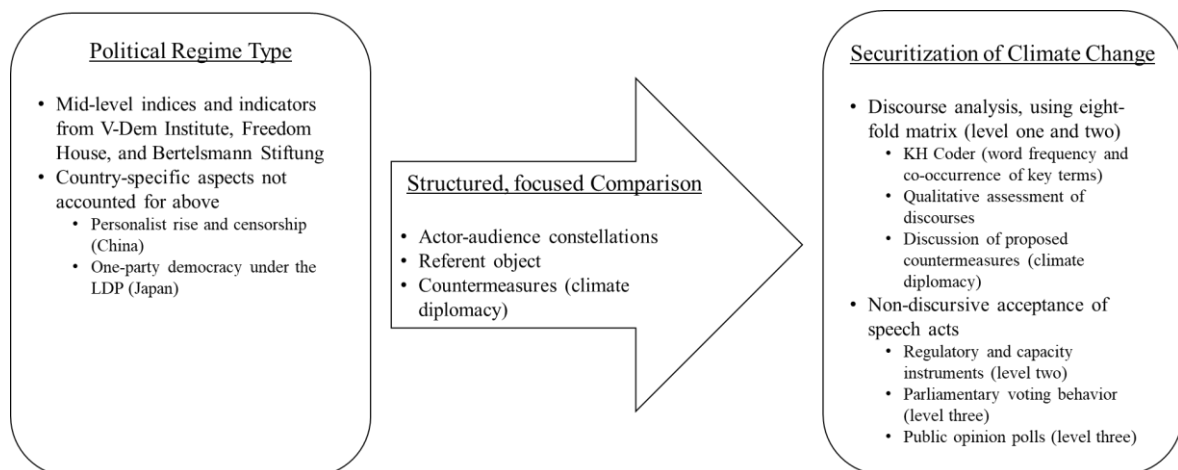 Political Regime Type
• Mid-level indices and indicators
from V-Dem Institute, Freedom
House, and Bertelsmann Stiftung
• Country-specific aspects not
accounted for above
• Personalist rise and censorship
(China)
• One-party democracy under the
LDP (Japan)
Structured, focused Comparison
• Actor-audience constellations
• Referent object
• Countermeasures (climate
diplomacy)
Securitization of Climate Change
• Discourse analysis, using eight-
fold matrix (level one and two)
• KH Coder (word frequency and
co-occurrence of key terms)
• Qualitative assessment of
discourses
• Discussion of proposed
countermeasures (climate
diplomacy)
• Non-discursive acceptance of
speech acts
• Regulatory and capacity
instruments (level two)
• Parliamentary voting behavior
(level three)
• Public opinion polls (level three)